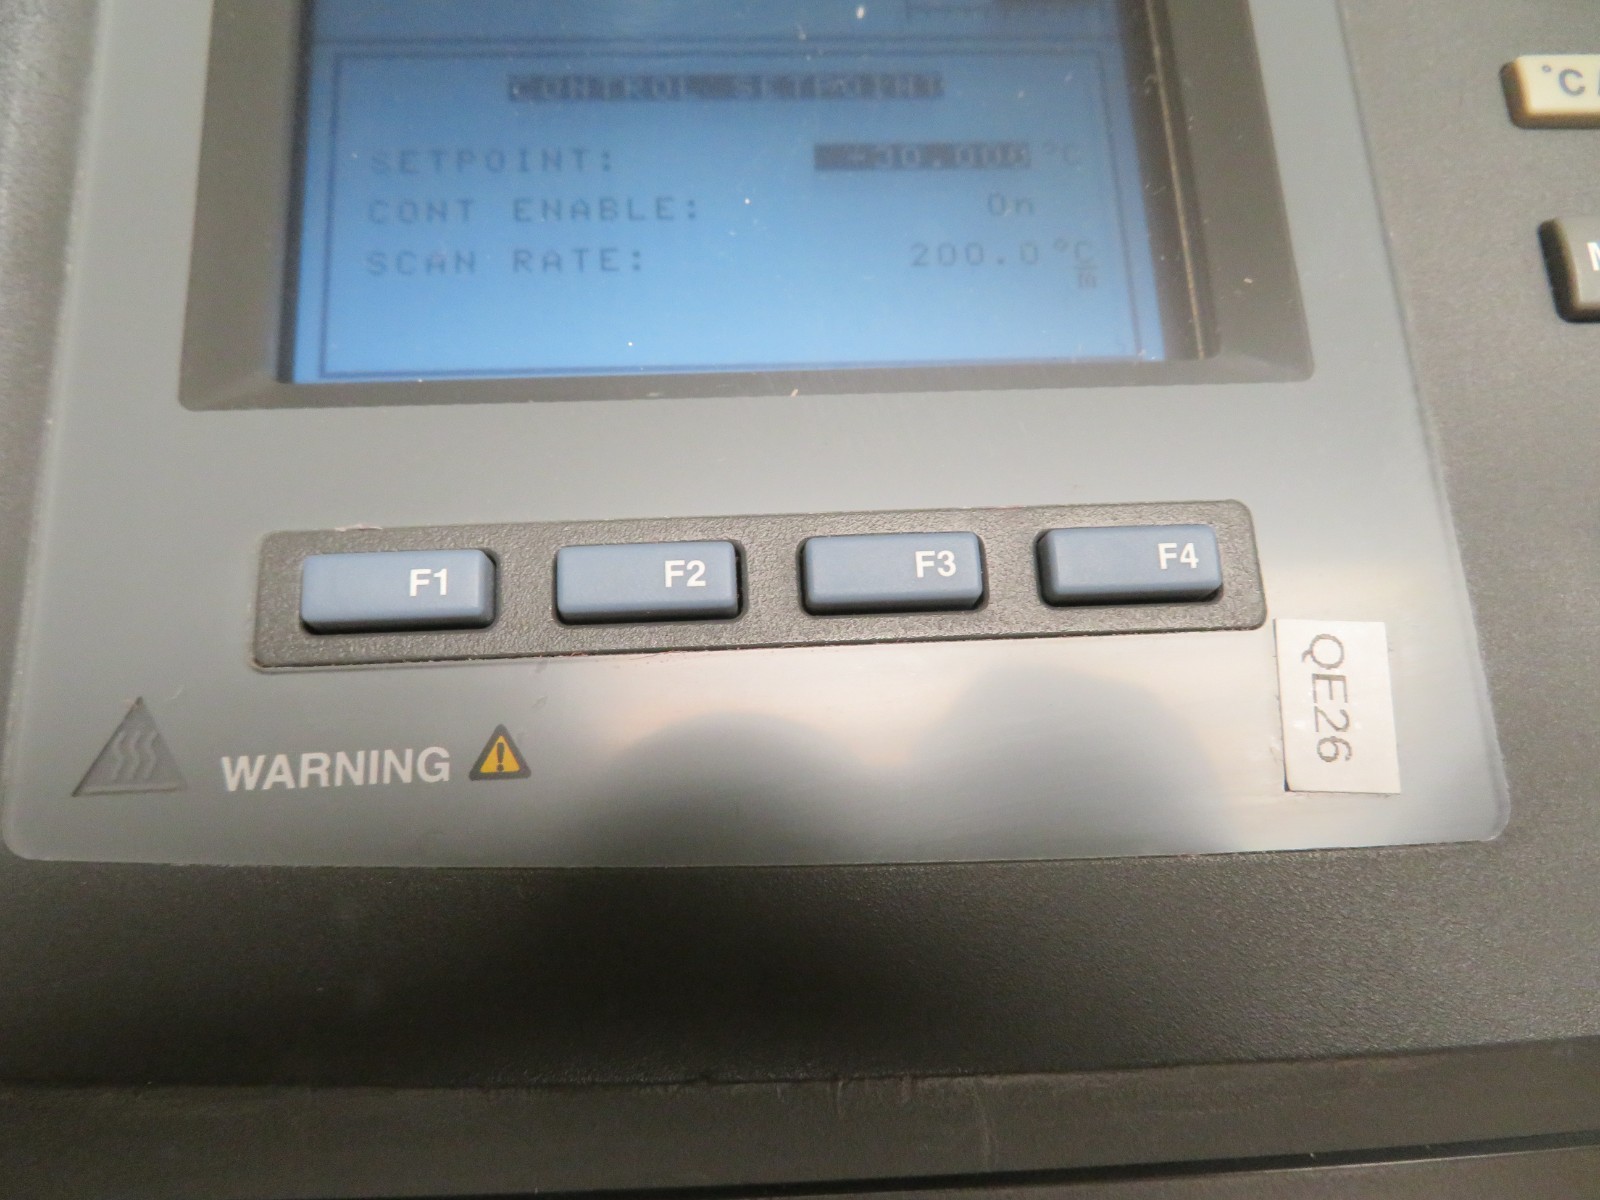 CONTROL SETPOINT
SETPOINT: °C
CONT ENABLE: On
SCAN RATE: 200.0 °C
m
°C
M
F1 F2 F3 F4
QE26
WARNING